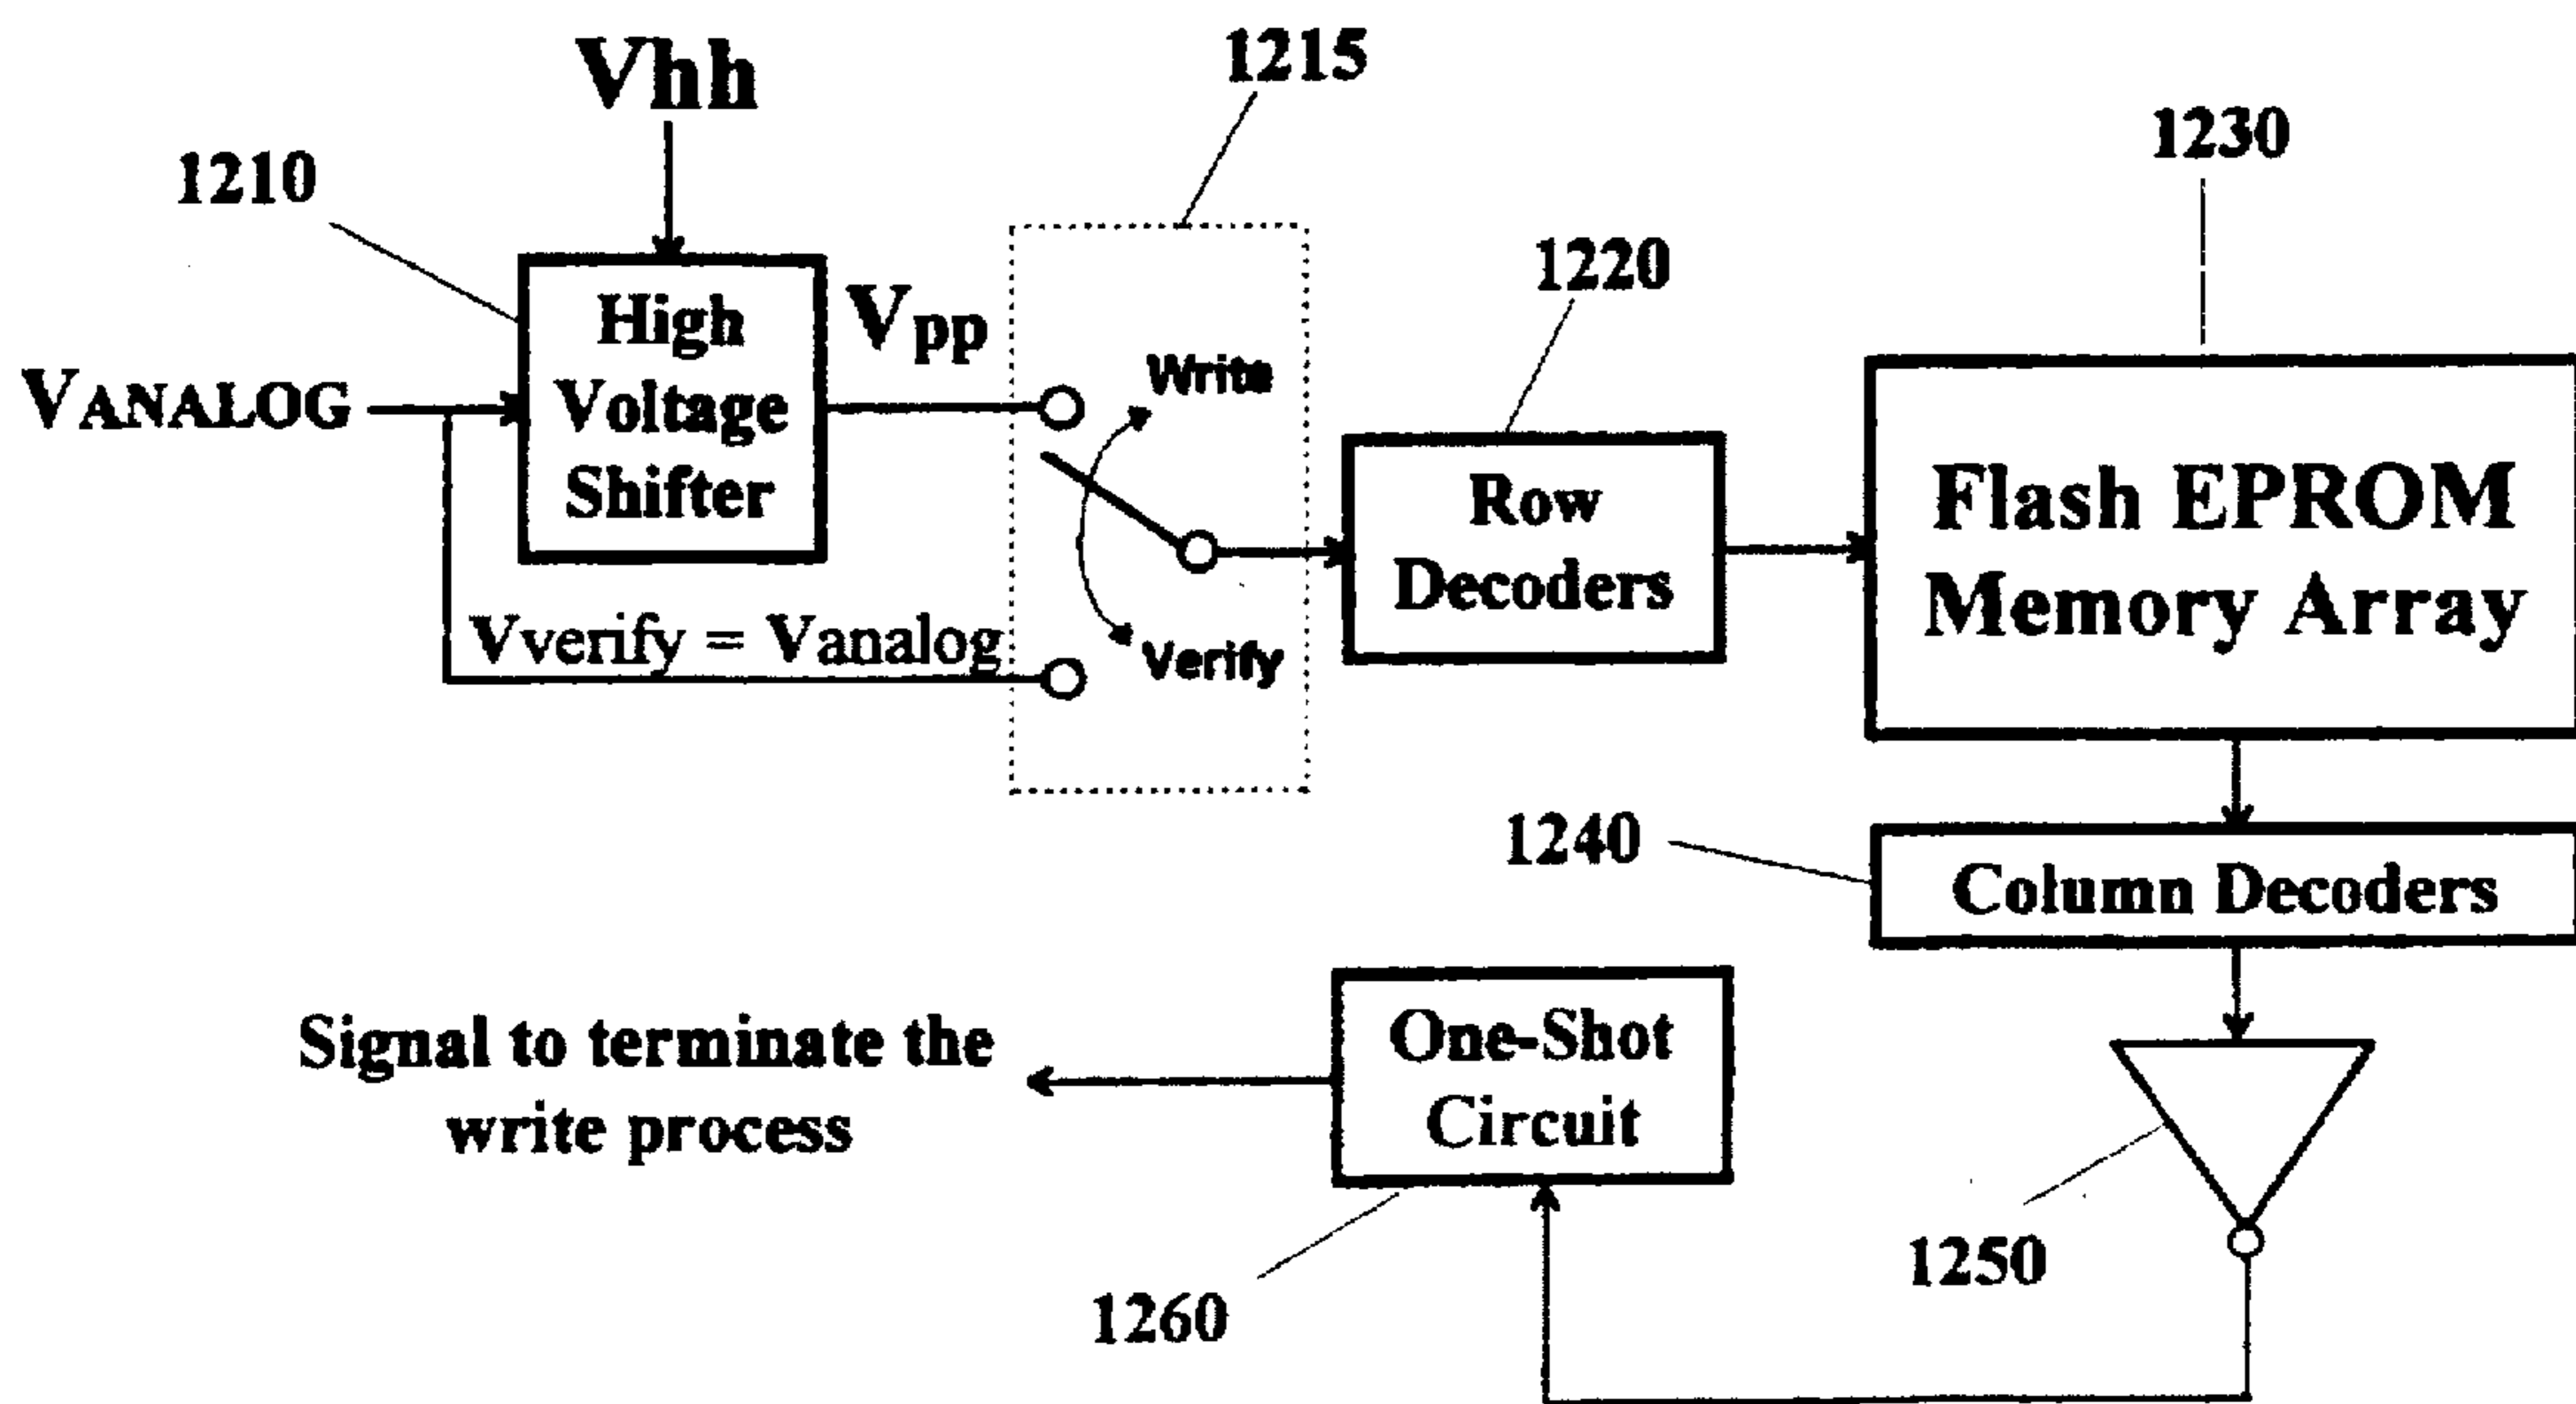 Vhh
1215
1230
1210
1220
High
Voltage
Shifter
Vpp
VANALOG
Write
Row
Decoders
Flash EPROM
Memory Array
Vverify = Vanalog
Verify
1240
Column Decoders
Signal to terminate the
write process
One-Shot
Circuit
1250
1260